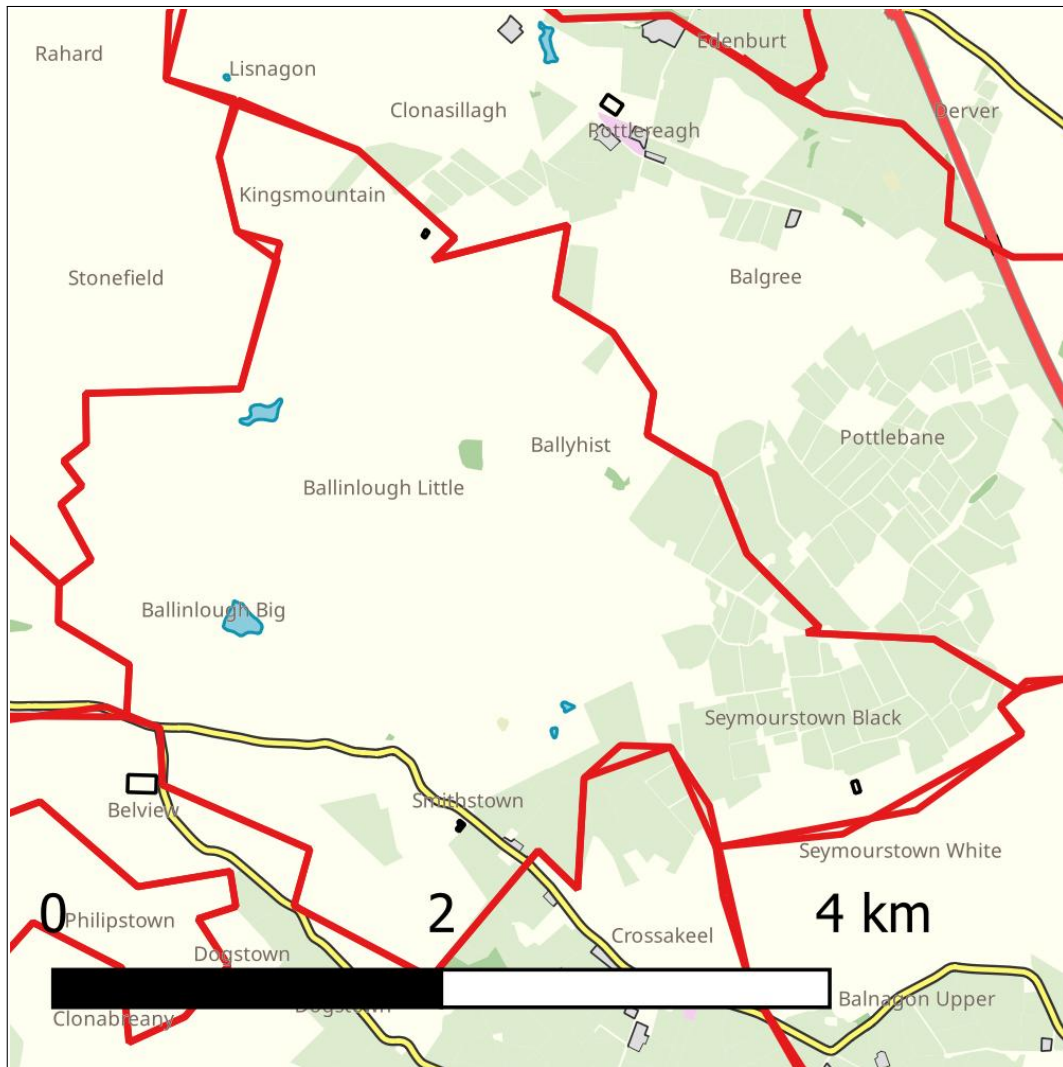 Edenburt
Rahard
Lisnagon
Clonasillagh
Derver
Pottlereagh
Kingsmountain
Stonefield
Balgree
Pottlebane
Ballyhist
Ballinlough Little
Ballinlough Big
Seymourstown Black
Smithstown
Belview
Seymourstown White
0
2
4 km
Philipstown
Crossakeel
Dogstown
Balnagon Upper
Dogstown
Clonabreany